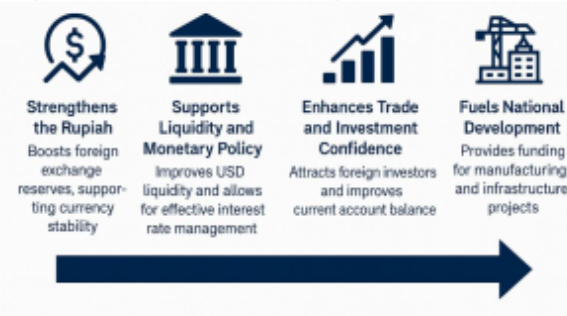 $
Strengthens
the Rupiah
Boosts foreign
exchange
reserves, suppor-
ting currency
stability
Supports
Liquidity and
Monetary Policy
Improves USD
liquidity and allows
for effective interest
rate management
Enhances Trade
and Investment
Confidence
Attracts foreign investors
and improves
current account balance
Fuels National
Development
Provides funding
for manufacturing
and infrastructure
projects